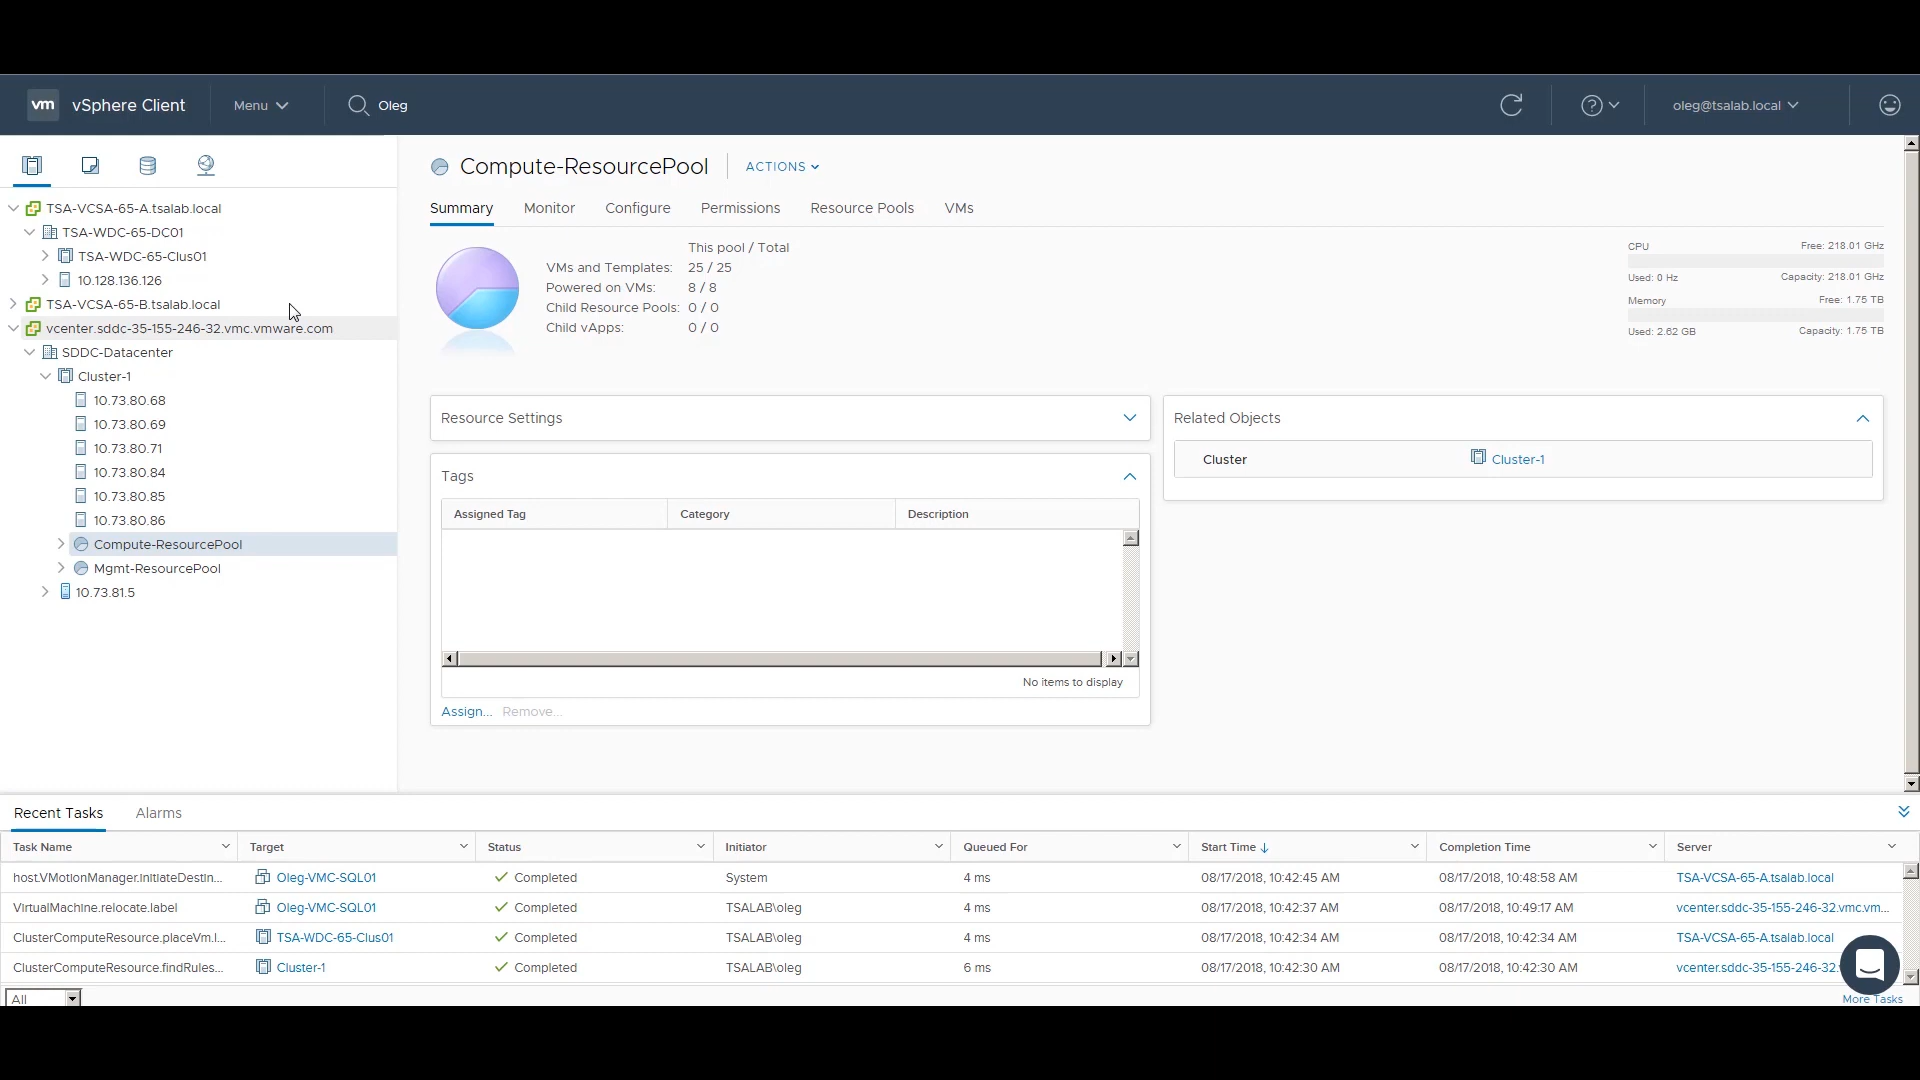 vm vSphere Client Menu Oleg oleg@tsalab.local
TSA-VCSA-65-A.tsalab.local
TSA-WDC-65-DC01
TSA-WDC-65-Clus01
10.128.136.126
TSA-VCSA-65-B.tsalab.local
vcenter.sddc-35-155-246-32.vmc.vmware.com
SDDC-Datacenter
Cluster-1
10.73.80.68
10.73.80.69
10.73.80.71
10.73.80.84
10.73.80.85
10.73.80.86
Compute-ResourcePool
Mgmt-ResourcePool
10.73.81.5
Compute-ResourcePool ACTIONS
Summary Monitor Configure Permissions Resource Pools VMs
This pool / Total
VMs and Templates: 25 / 25
Powered on VMs: 8 / 8
Child Resource Pools: 0 / 0
Child vApps: 0 / 0
CPU Free: 218.01 GHz
Used: 0 Hz Capacity: 218.01 GHz
Memory Free: 1.75 TB
Used: 2.62 GB Capacity: 1.75 TB
Resource Settings
Tags
Assigned Tag Category Description
No items to display
Assign... Remove...
Related Objects
Cluster Cluster-1
Recent Tasks Alarms
Task Name Target Status Initiator Queued For Start Time Completion Time Server
host.VMotionManager.initiateDestin... Oleg-VMC-SQL01 Completed System 4 ms 08/17/2018, 10:42:45 AM 08/17/2018, 10:48:58 AM TSA-VCSA-65-A.tsalab.local
VirtualMachine.relocate.label Oleg-VMC-SQL01 Completed TSALAB\oleg 4 ms 08/17/2018, 10:42:37 AM 08/17/2018, 10:49:17 AM vcenter.sddc-35-155-246-32.vmc.vm...
ClusterComputeResource.placeVm.l... TSA-WDC-65-Clus01 Completed TSALAB\oleg 4 ms 08/17/2018, 10:42:34 AM 08/17/2018, 10:42:34 AM TSA-VCSA-65-A.tsalab.local
ClusterComputeResource.findRules... Cluster-1 Completed TSALAB\oleg 6 ms 08/17/2018, 10:42:30 AM 08/17/2018, 10:42:30 AM vcenter.sddc-35-155-246-32.
All More Tasks